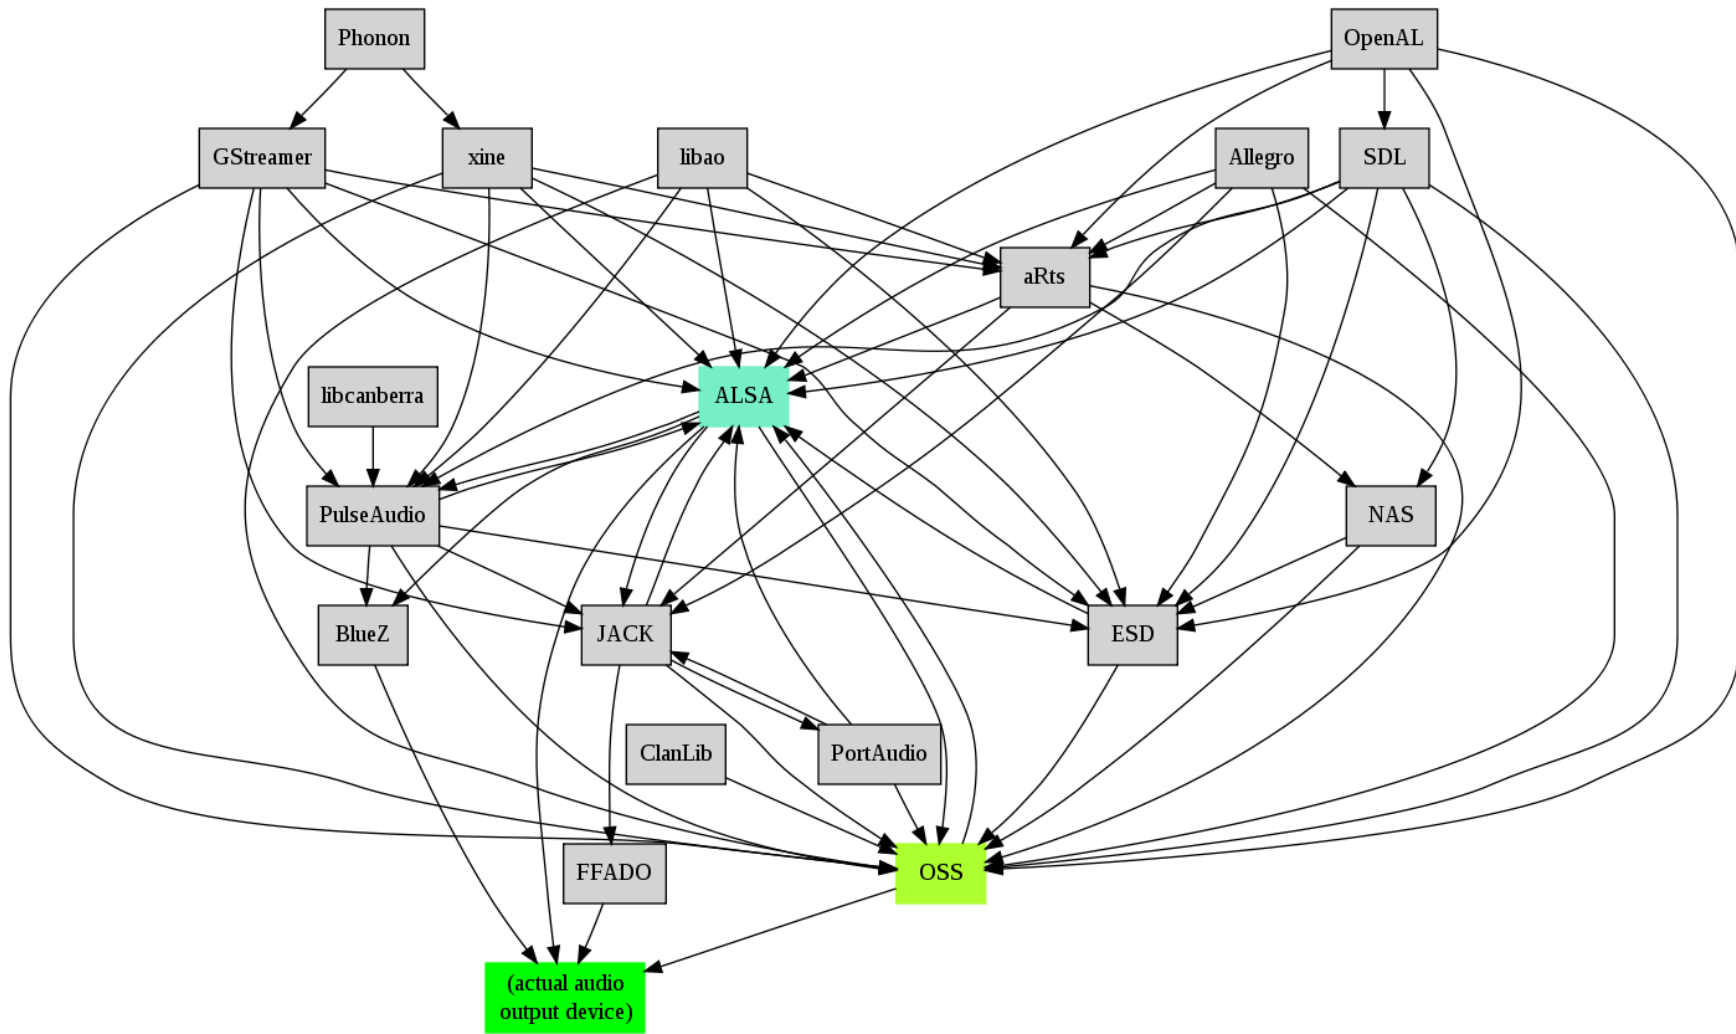 Phonon
OpenAL
GStreamer
xine
libao
Allegro
SDL
aRts
libcanberra
ALSA
PulseAudio
NAS
BlueZ
JACK
ESD
ClanLib
PortAudio
FFADO
OSS
(actual audio
output device)